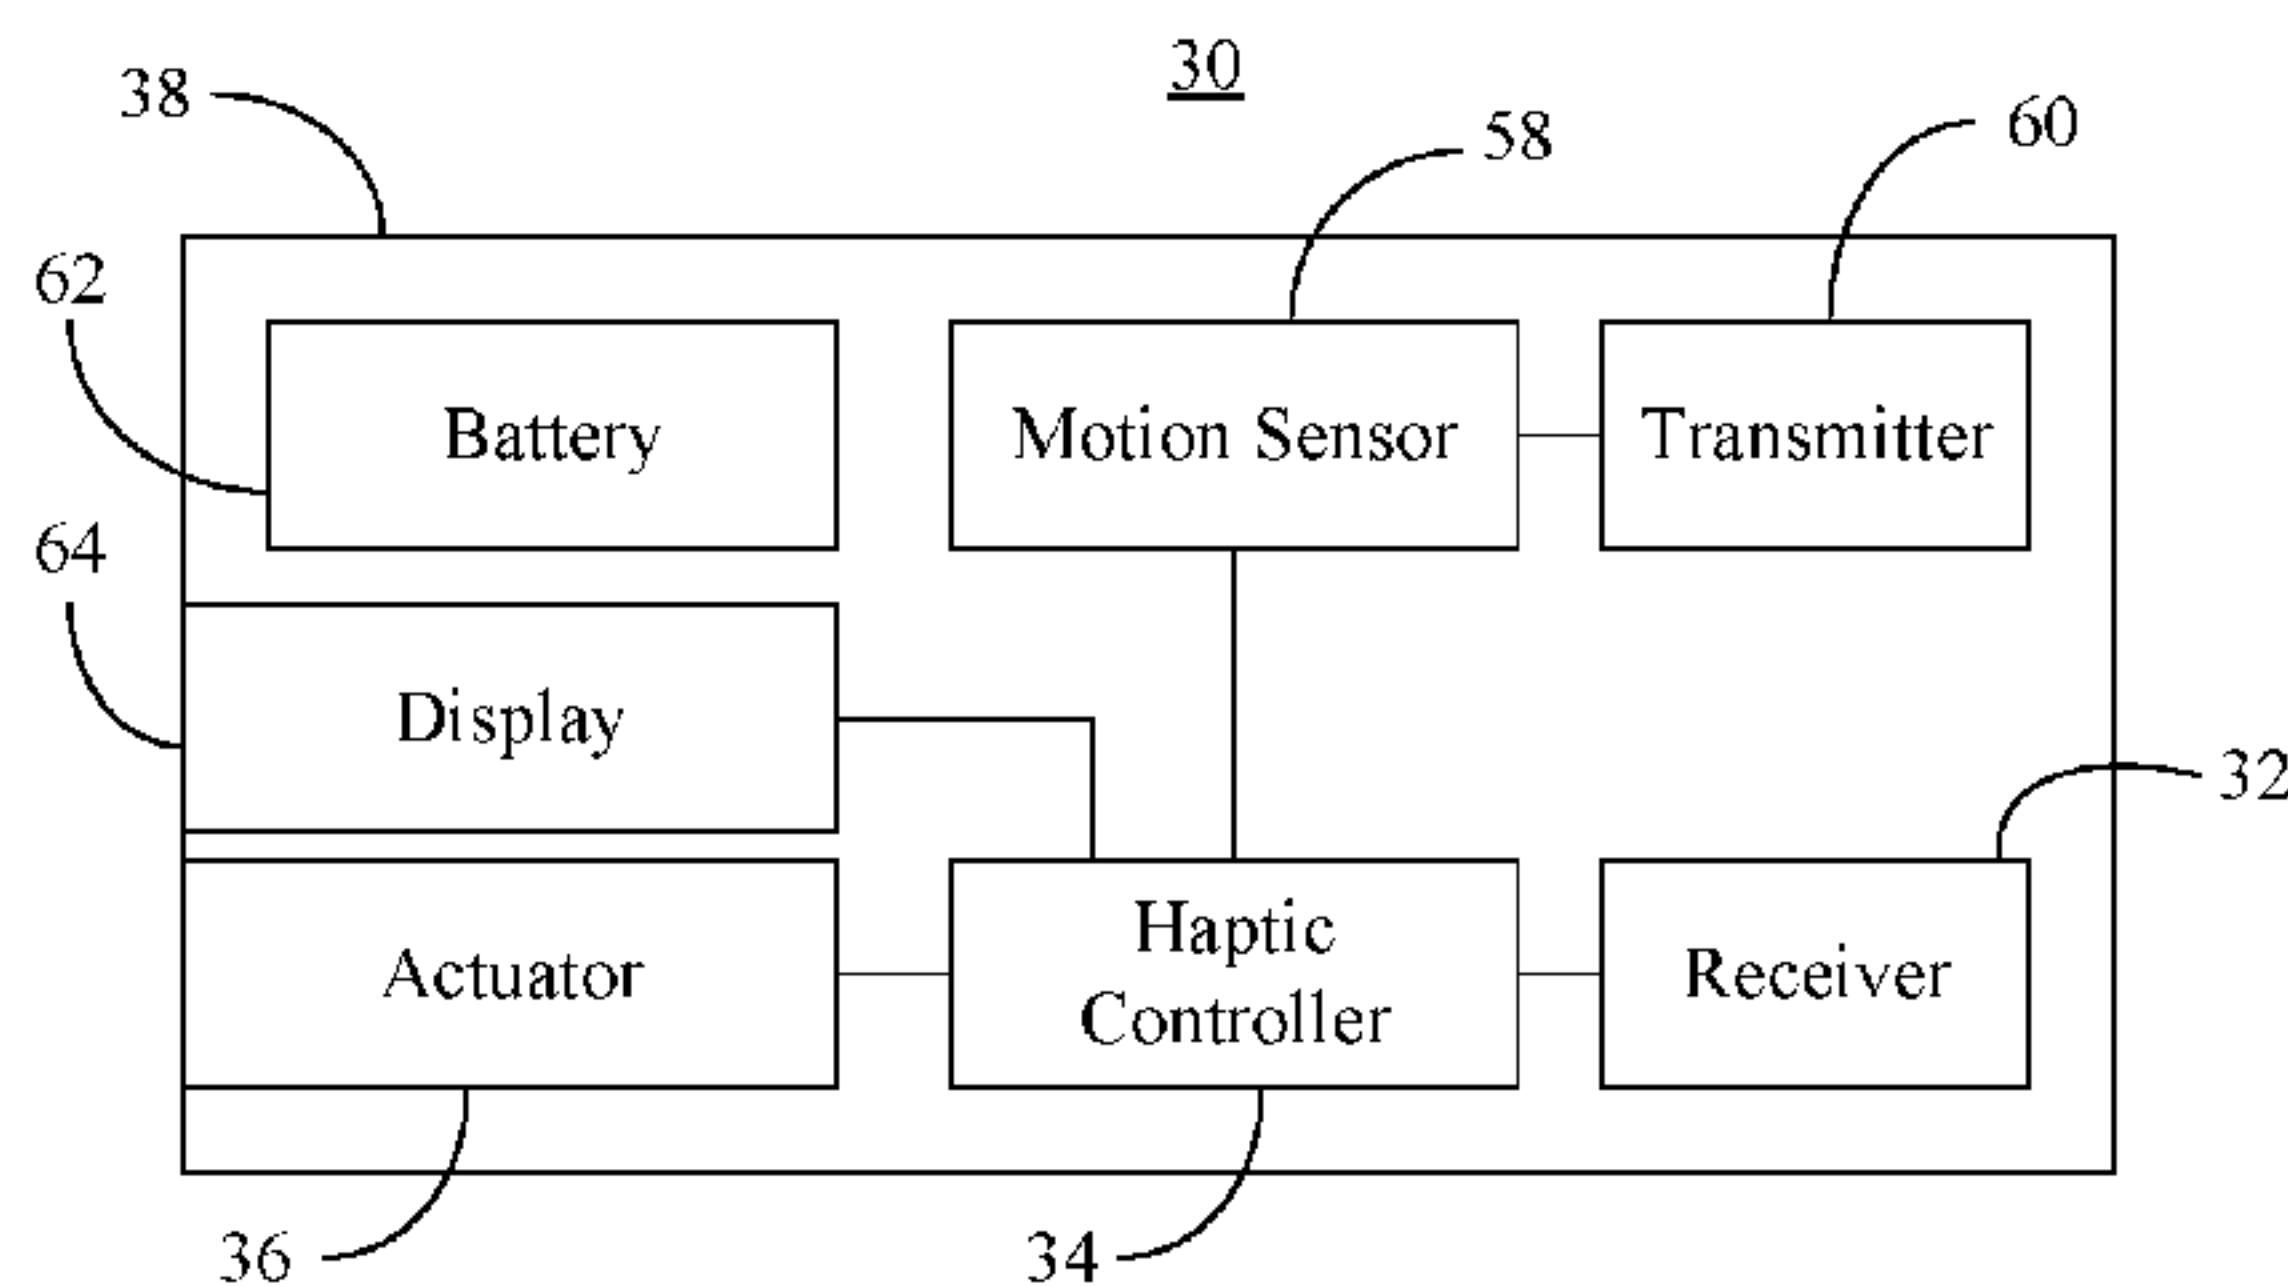 30
38
58
60
62
Battery
Motion Sensor
Transmitter
64
Display
32
Actuator
Haptic
Controller
Receiver
36
34